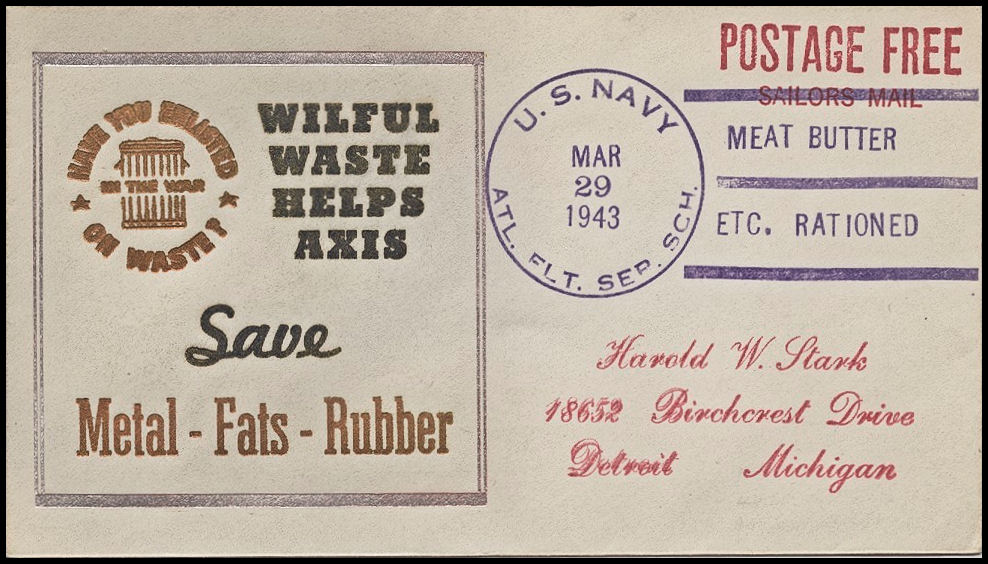 HAVE YOU ENLISTED
IN THE WAR
ON WASTE?
WILFUL
WASTE
HELPS
AXIS
Save
Metal - Fats - Rubber
U. S. NAVY
MAR
29
1943
ATL. FLT. SER. SCH.
POSTAGE FREE
SAILORS MAIL
MEAT BUTTER
ETC. RATIONED
Harold W. Stark
18652 Birchcrest Drive
Detroit Michigan